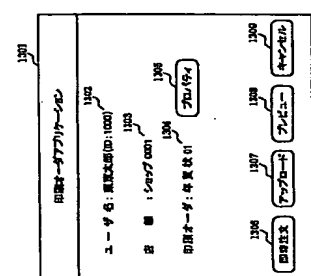 1301
印刷オーダアプリケーション
1302
ユーザ名:東京太郎(ID:1000)
1303
店舗:ショップ0001
1304
印刷オーダ:年賀状01
1305
プロパティ
1306
即時注文
1307
アップロード
1308
プレビュー
1309
キャンセル